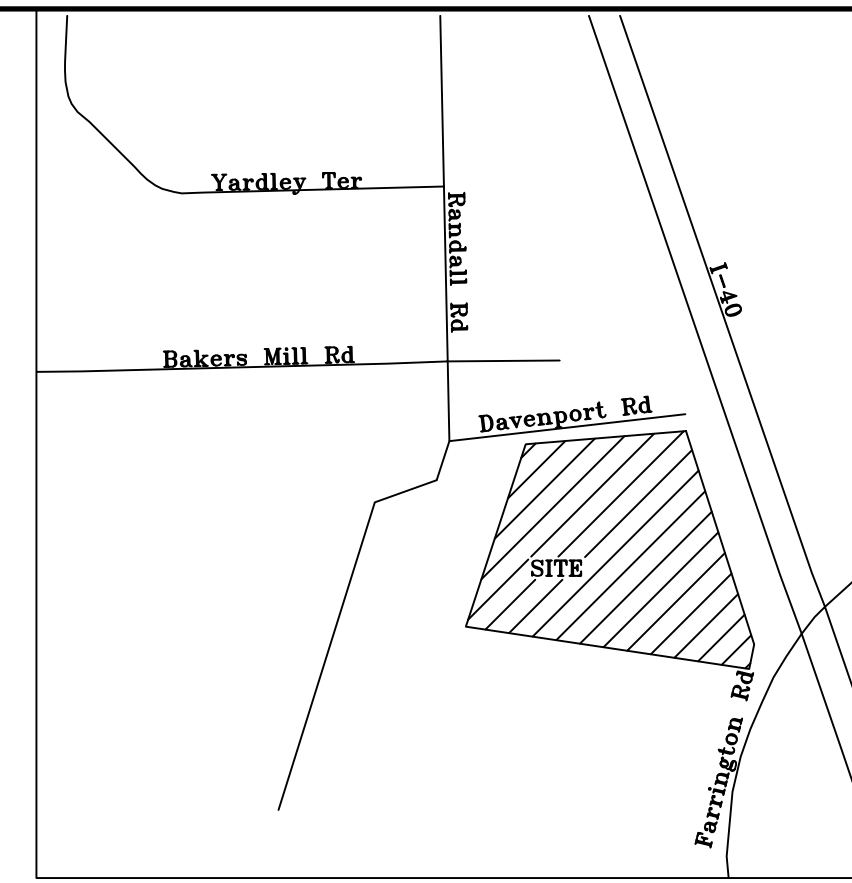 Yardley Ter
Randall Rd
I-40
Bakers Mill Rd
Davenport Rd
SITE
Farrington Rd